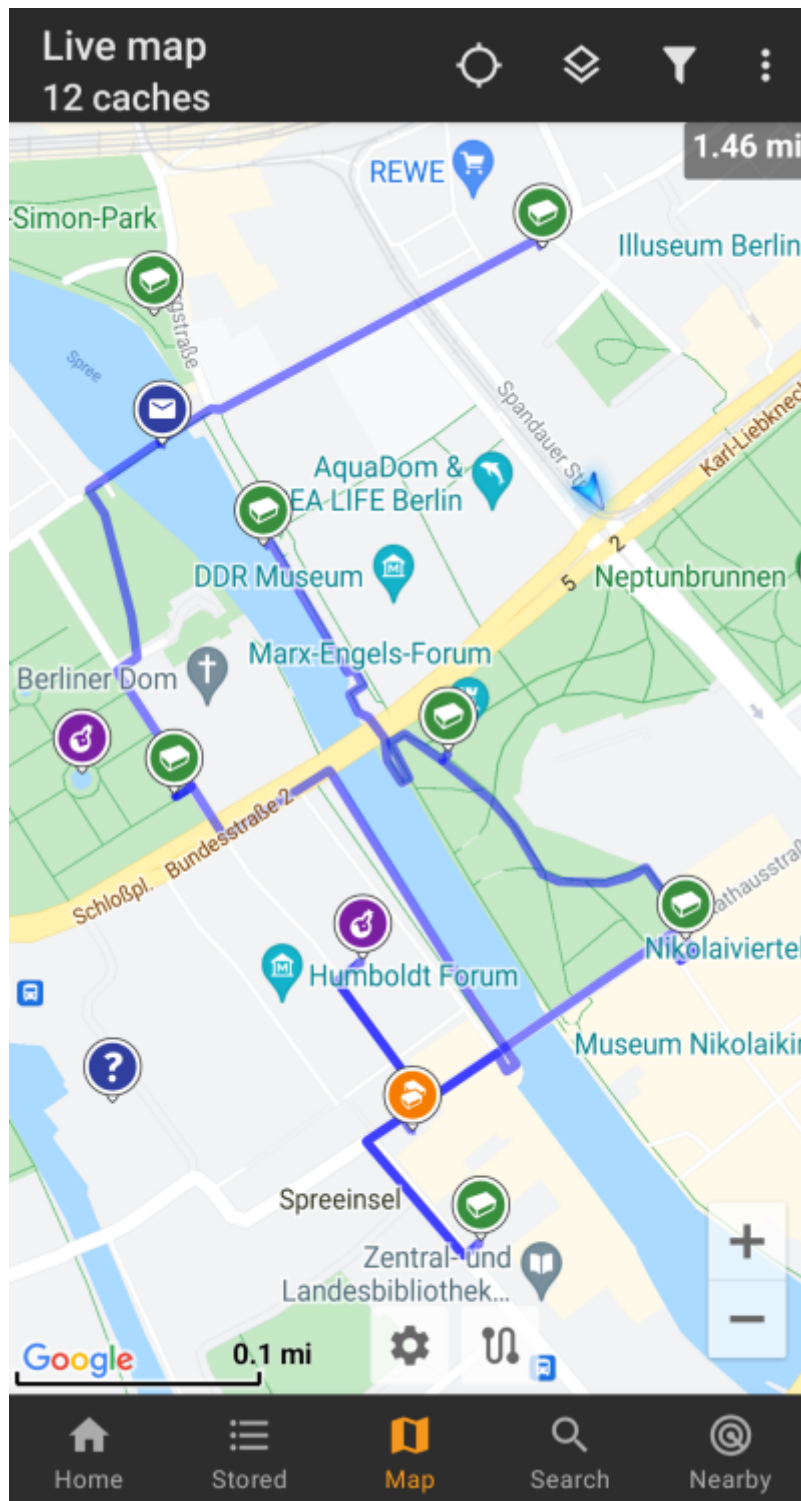 Live map
12 caches
1.46 mi
REWE
-Simon-Park
Illuseum Berlin
Spree
Spandauer St
Karl-Liebknec
AquaDom &
EA LIFE Berlin
DDR Museum
2
5
Neptunbrunnen
Marx-Engels-Forum
Berliner Dom
Schloßpl.
Bundesstraße 2
athausstraß
Nikolaiviertel
Humboldt Forum
Museum Nikolaikir
?
Spreeinsel
Zentral- und
Landesbibliothek...
+
−
Google
0.1 mi
Home
Stored
Map
Search
Nearby